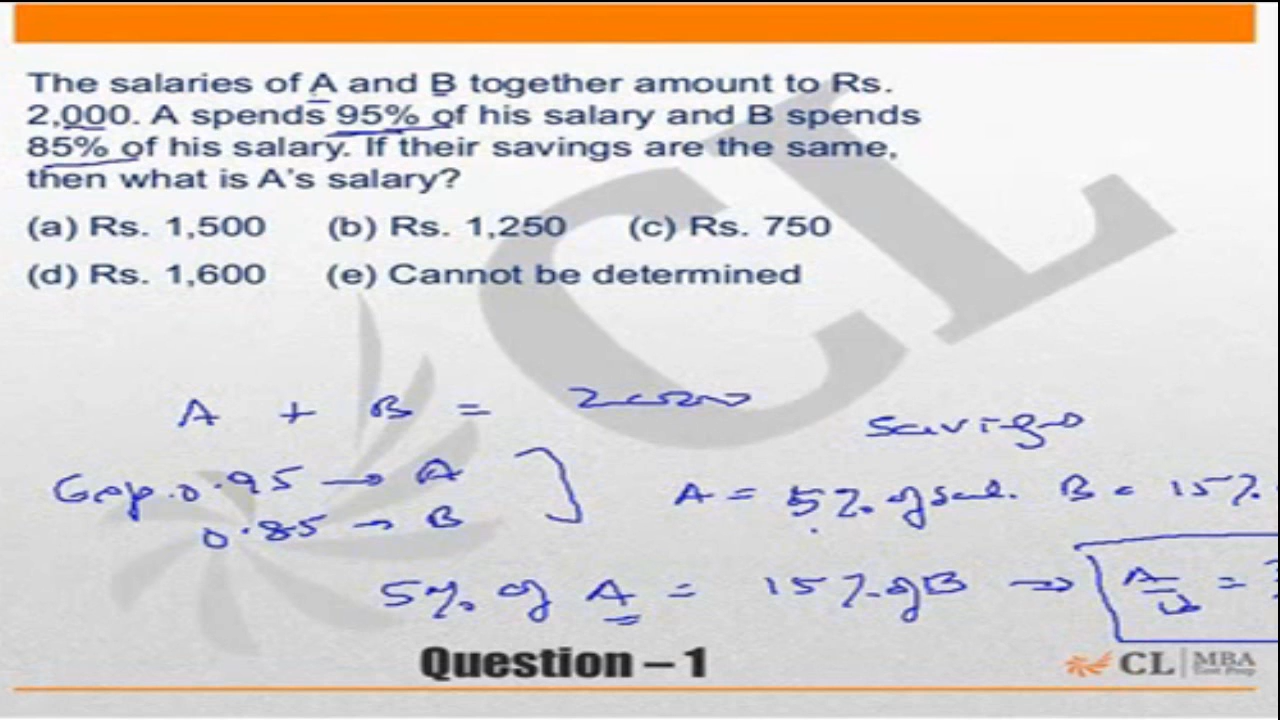 The salaries of A and B together amount to Rs.
2,000. A spends 95% of his salary and B spends
85% of his salary. If their savings are the same,
then what is A's salary?
(a) Rs. 1,500 (b) Rs. 1,250 (c) Rs. 750
(d) Rs. 1,600 (e) Cannot be determined
CL
A + B = 2000
Savings
Exp. 0.95 → A
A = 5% of sal. B = 15%
0.85 → B
5% of A = 15% of B ⇒ A/B =
Question – 1
CL MBA
Test Prep